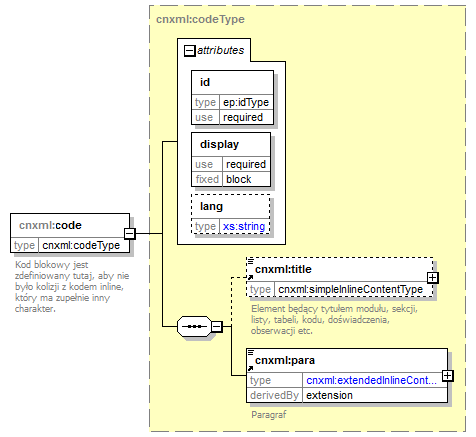 cnxml:codeType
attributes
id
type ep:idType
use required
display
use required
fixed block
lang
type xs:string
cnxml:code
type cnxml:codeType
Kod blokowy jest
zdefiniowany tutaj, aby nie
było kolizji z kodem inline,
który ma zupełnie inny
charakter.
cnxml:title
type cnxml:simpleInlineContentType
Element będący tytułem modułu, sekcji,
listy, tabeli, kodu, doświadczenia,
obserwacji etc.
cnxml:para
type cnxml:extendedInlineCont...
derivedBy extension
Paragraf